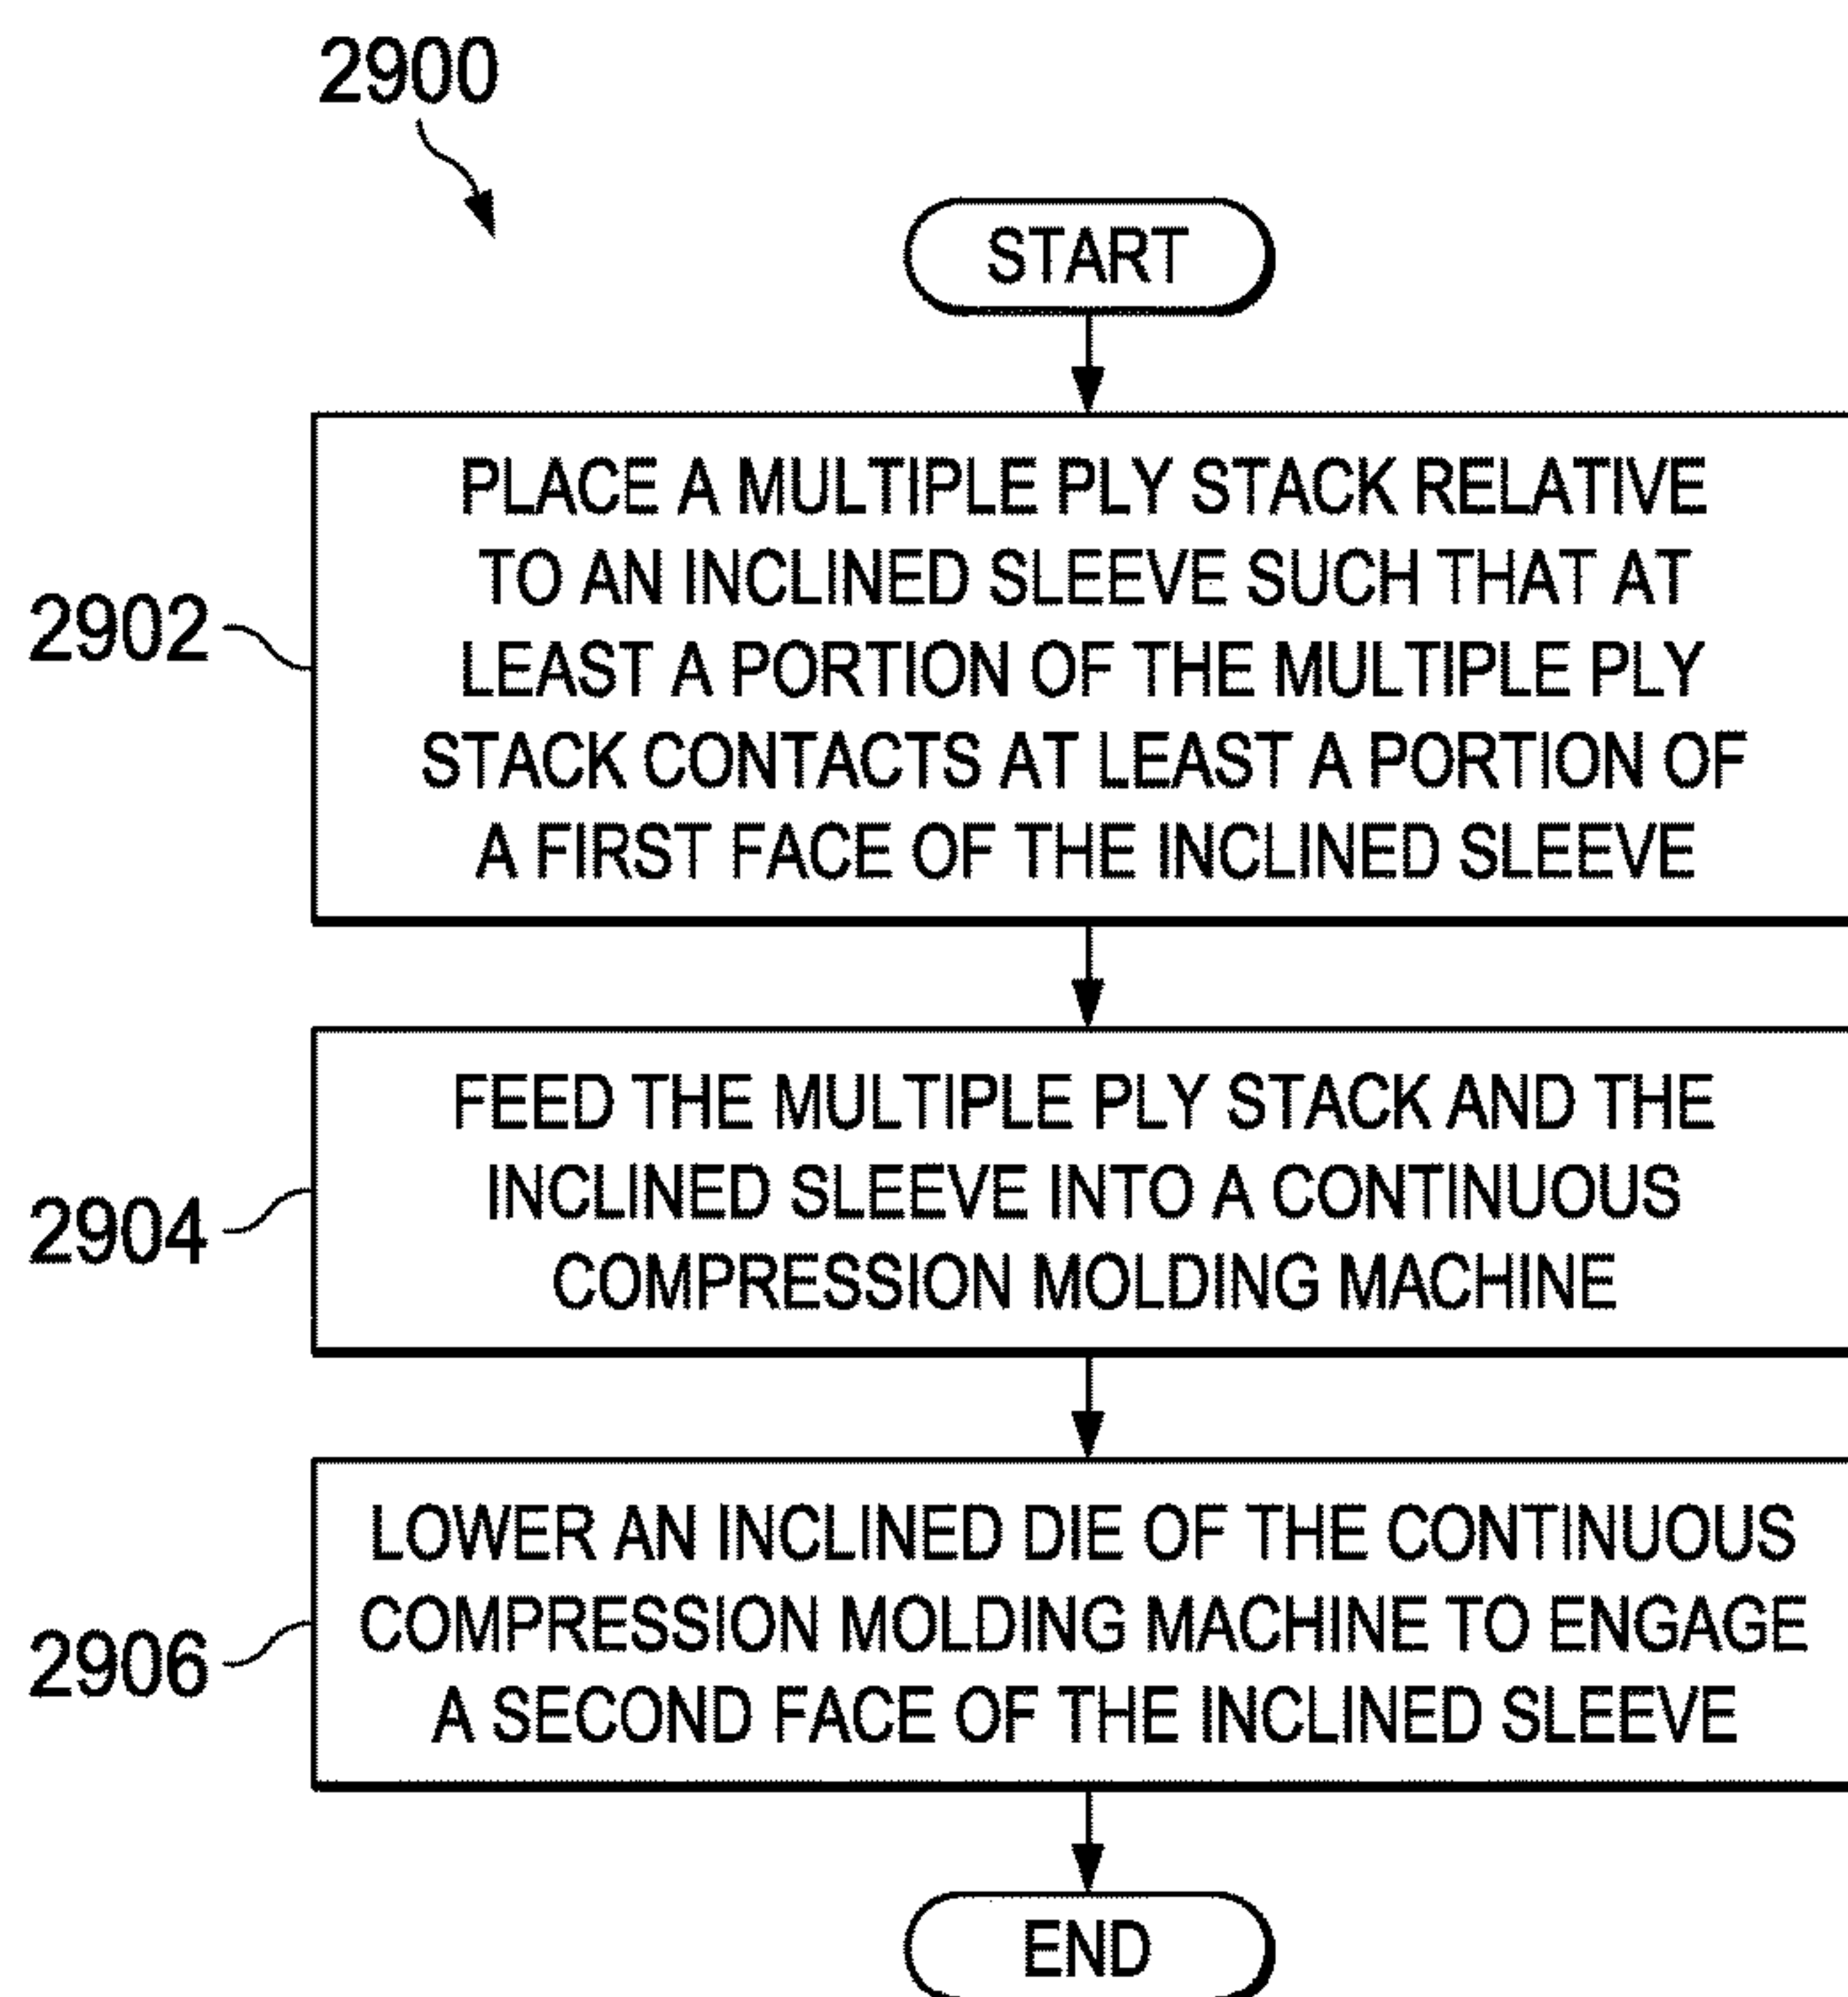 2900
START
2902
PLACE A MULTIPLE PLY STACK RELATIVE
TO AN INCLINED SLEEVE SUCH THAT AT
LEAST A PORTION OF THE MULTIPLE PLY
STACK CONTACTS AT LEAST A PORTION OF
A FIRST FACE OF THE INCLINED SLEEVE
2904
FEED THE MULTIPLE PLY STACK AND THE
INCLINED SLEEVE INTO A CONTINUOUS
COMPRESSION MOLDING MACHINE
2906
LOWER AN INCLINED DIE OF THE CONTINUOUS
COMPRESSION MOLDING MACHINE TO ENGAGE
A SECOND FACE OF THE INCLINED SLEEVE
END